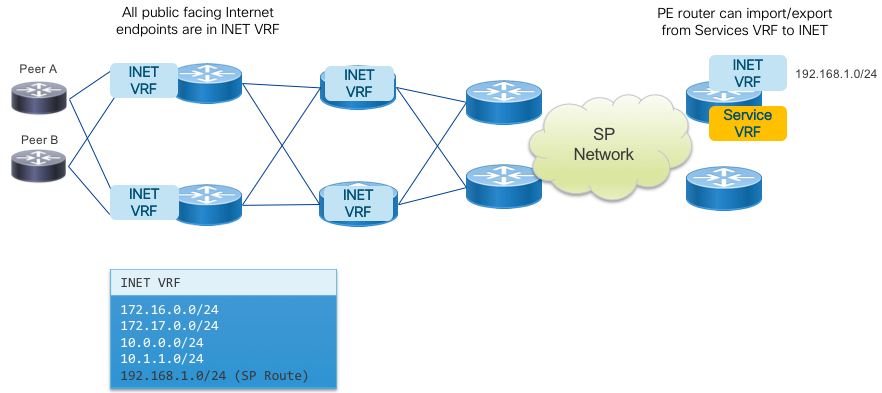 All public facing Internet
endpoints are in INET VRF
PE router can import/export
from Services VRF to INET
Peer A
Peer B
INET
VRF
INET
VRF
INET
VRF
192.168.1.0/24
Service
VRF
SP
Network
INET
VRF
INET
VRF
INET VRF
172.16.0.0/24
172.17.0.0/24
10.0.0.0/24
10.1.1.0/24
192.168.1.0/24 (SP Route)